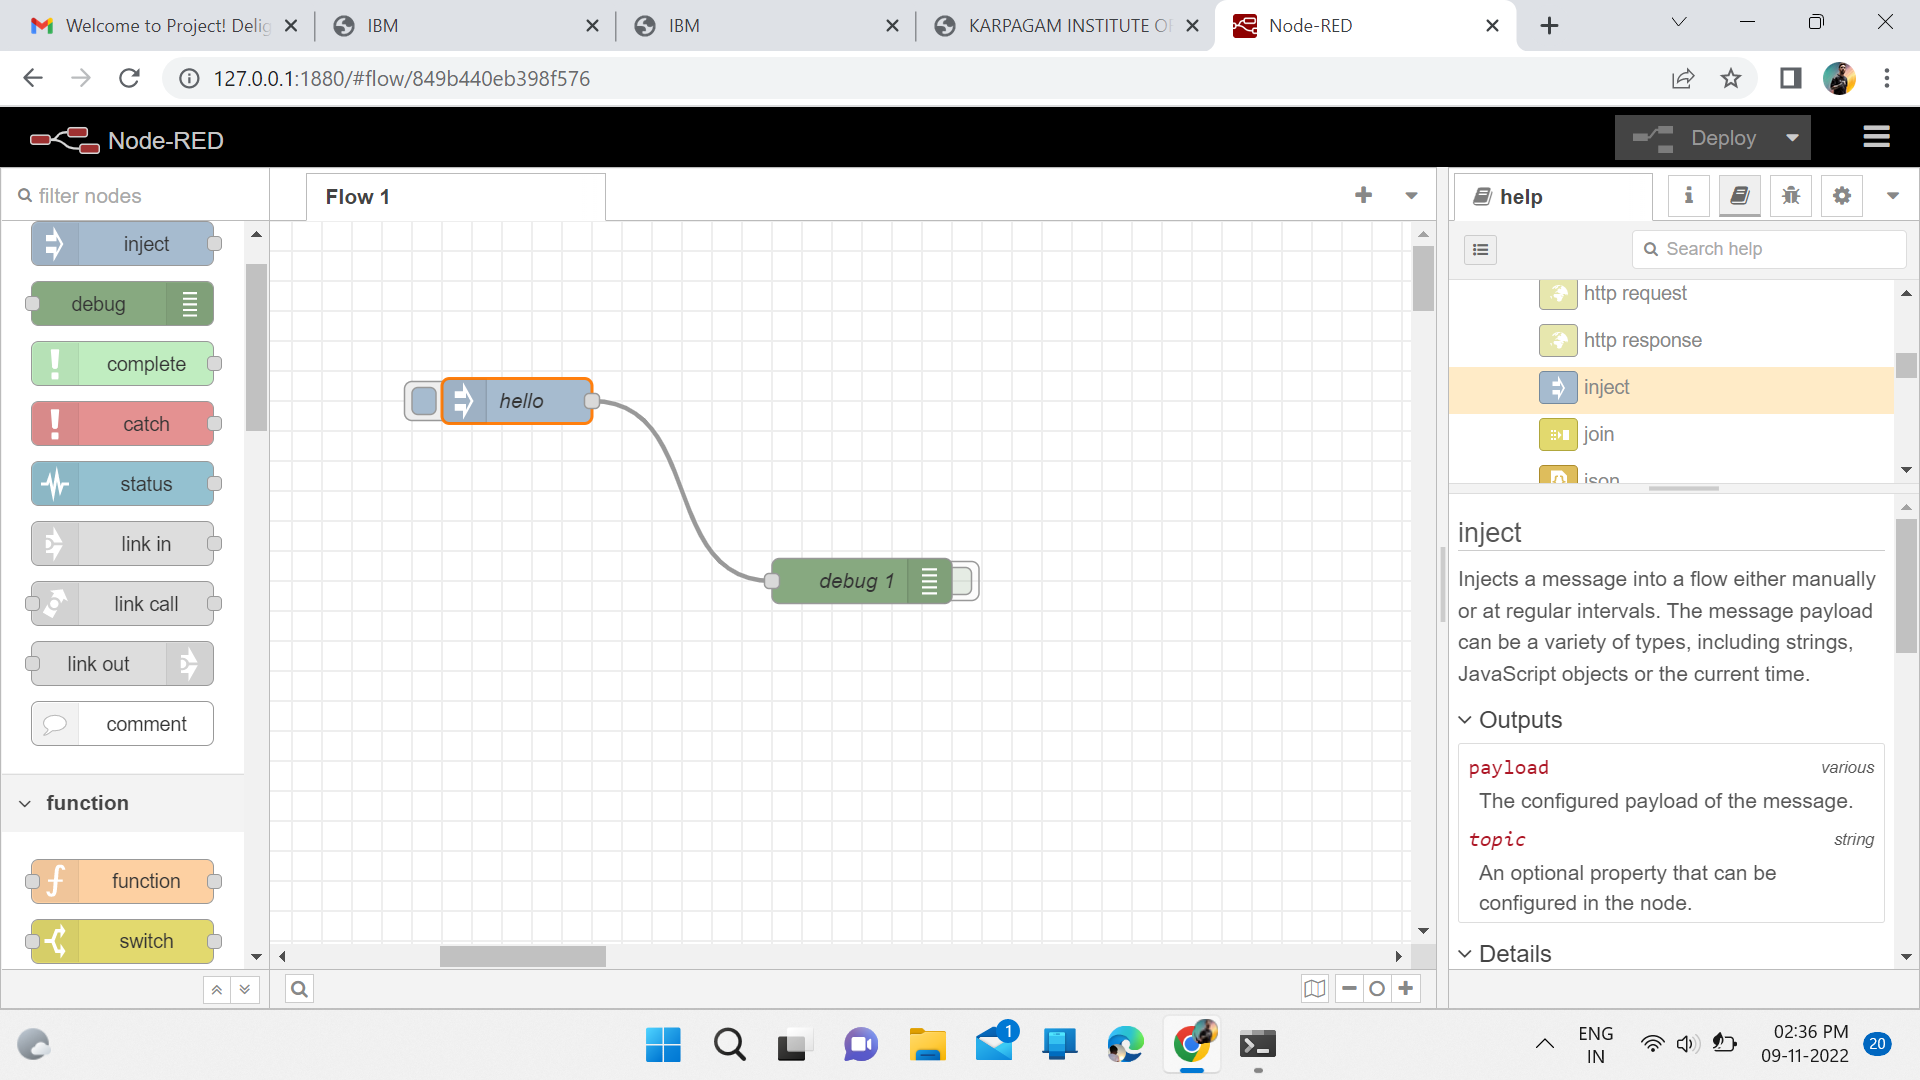 Welcome to Project! Delig
IBM
IBM
KARPAGAM INSTITUTE OF
Node-RED
127.0.0.1:1880/#flow/849b440eb398f576
Node-RED
Deploy
filter nodes
Flow 1
help
Search help
inject
debug
complete
catch
status
link in
link call
link out
comment
function
function
switch
hello
debug 1
http request
http response
inject
join
json
inject
Injects a message into a flow either manually
or at regular intervals. The message payload
can be a variety of types, including strings,
JavaScript objects or the current time.
Outputs
payload various
The configured payload of the message.
topic string
An optional property that can be
configured in the node.
Details
1
ENG
IN
02:36 PM
09-11-2022
20